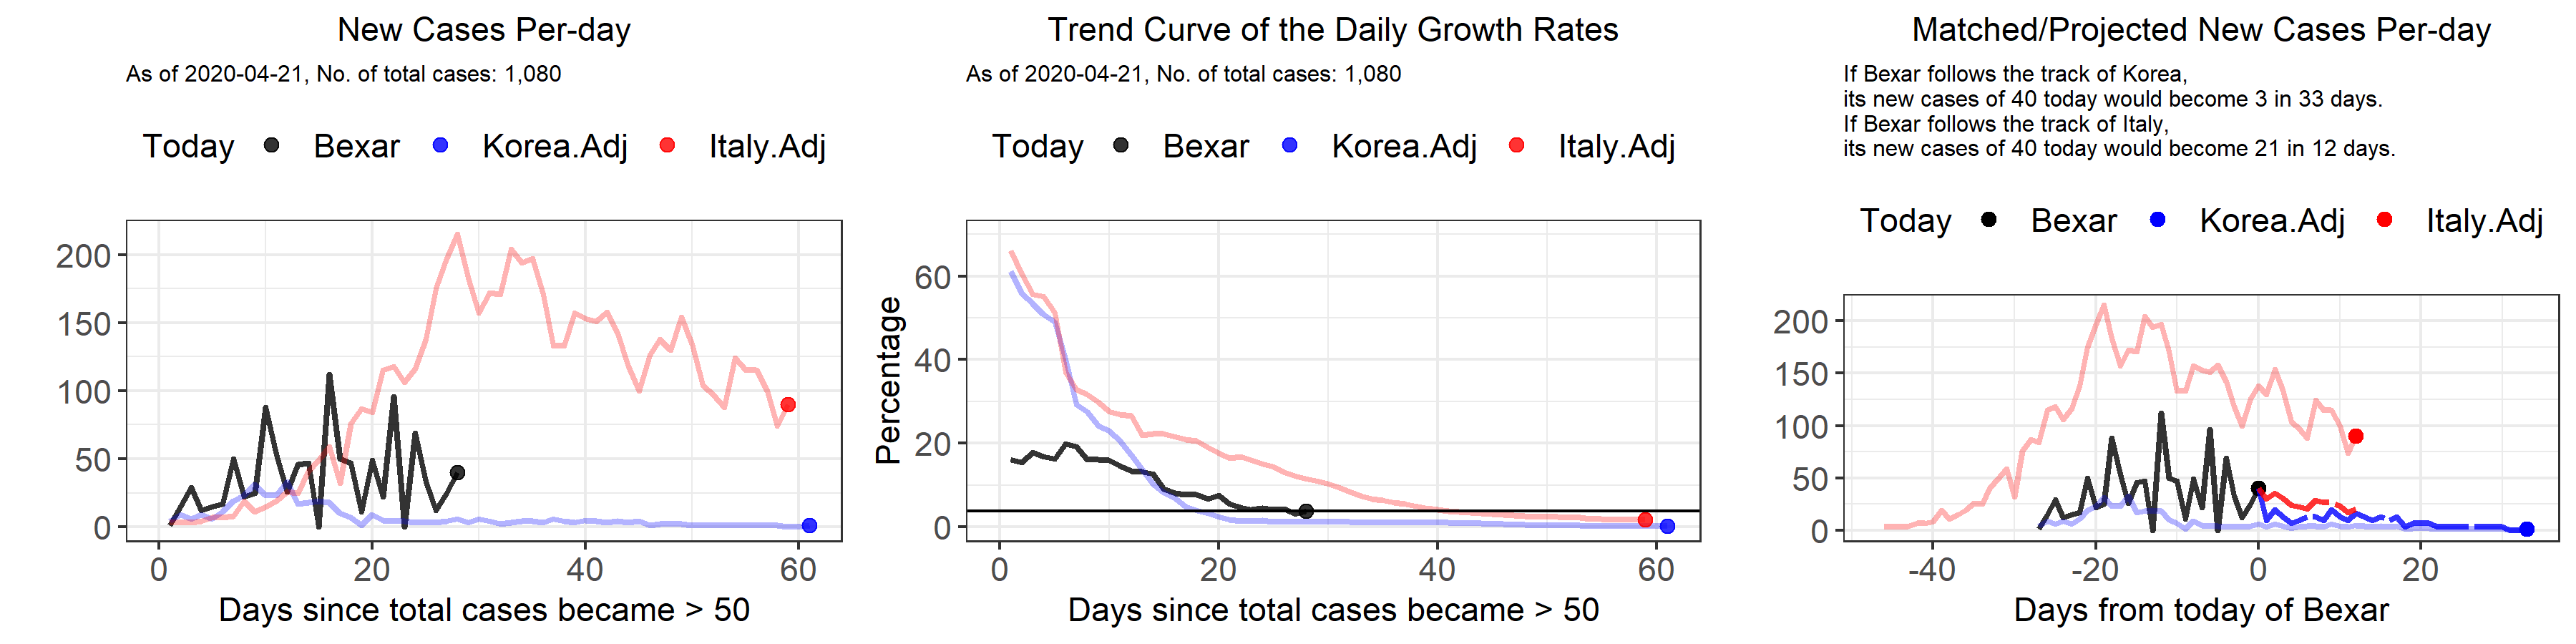 New Cases Per-day
As of 2020-04-21, No. of total cases: 1,080
Today Bexar Korea.Adj Italy.Adj
200
150
100
50
0
0 20 40 60
Days since total cases became > 50
Trend Curve of the Daily Growth Rates
As of 2020-04-21, No. of total cases: 1,080
Today Bexar Korea.Adj Italy.Adj
Percentage
60
40
20
0
0 20 40 60
Days since total cases became > 50
Matched/Projected New Cases Per-day
If Bexar follows the track of Korea,
its new cases of 40 today would become 3 in 33 days.
If Bexar follows the track of Italy,
its new cases of 40 today would become 21 in 12 days.
Today Bexar Korea.Adj Italy.Adj
200
150
100
50
0
-40 -20 0 20
Days from today of Bexar